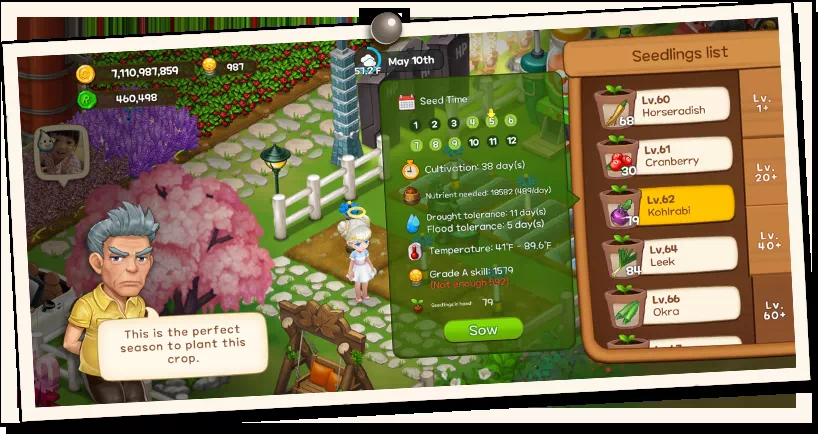 7,110,987,859
987
460,498
57.2°F
May 10th
HP
HP
Seed Time
1 2 3 4 5 6
7 8 9 10 11 12
Cultivation: 38 day(s)
Nutrient needed: 18582 (489/day)
Drought tolerance: 11 day(s)
Flood tolerance: 5 day(s)
Temperature: 41°F ~ 89.6°F
Grade A skill: 1579
(Not enough 592)
Seedlings in hand: 79
Sow
This is the perfect
season to plant this
crop.
Seedlings list
Lv.60
Horseradish
68
Lv.61
Cranberry
30
Lv.62
Kohlrabi
79
Lv.64
Leek
84
Lv.66
Okra
Lv.
1+
Lv.
20+
Lv.
40+
Lv.
60+